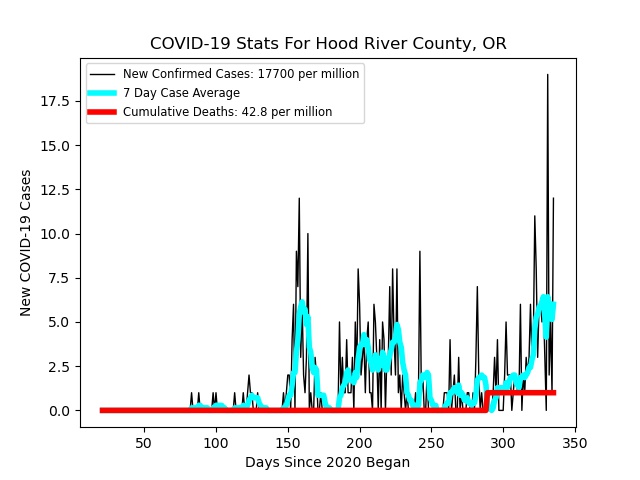 COVID-19 Stats For Hood River County, OR
New Confirmed Cases: 17700 per million
7 Day Case Average
Cumulative Deaths: 42.8 per million
New COVID-19 Cases
17.5
15.0
12.5
10.0
7.5
5.0
2.5
0.0
50 100 150 200 250 300 350
Days Since 2020 Began